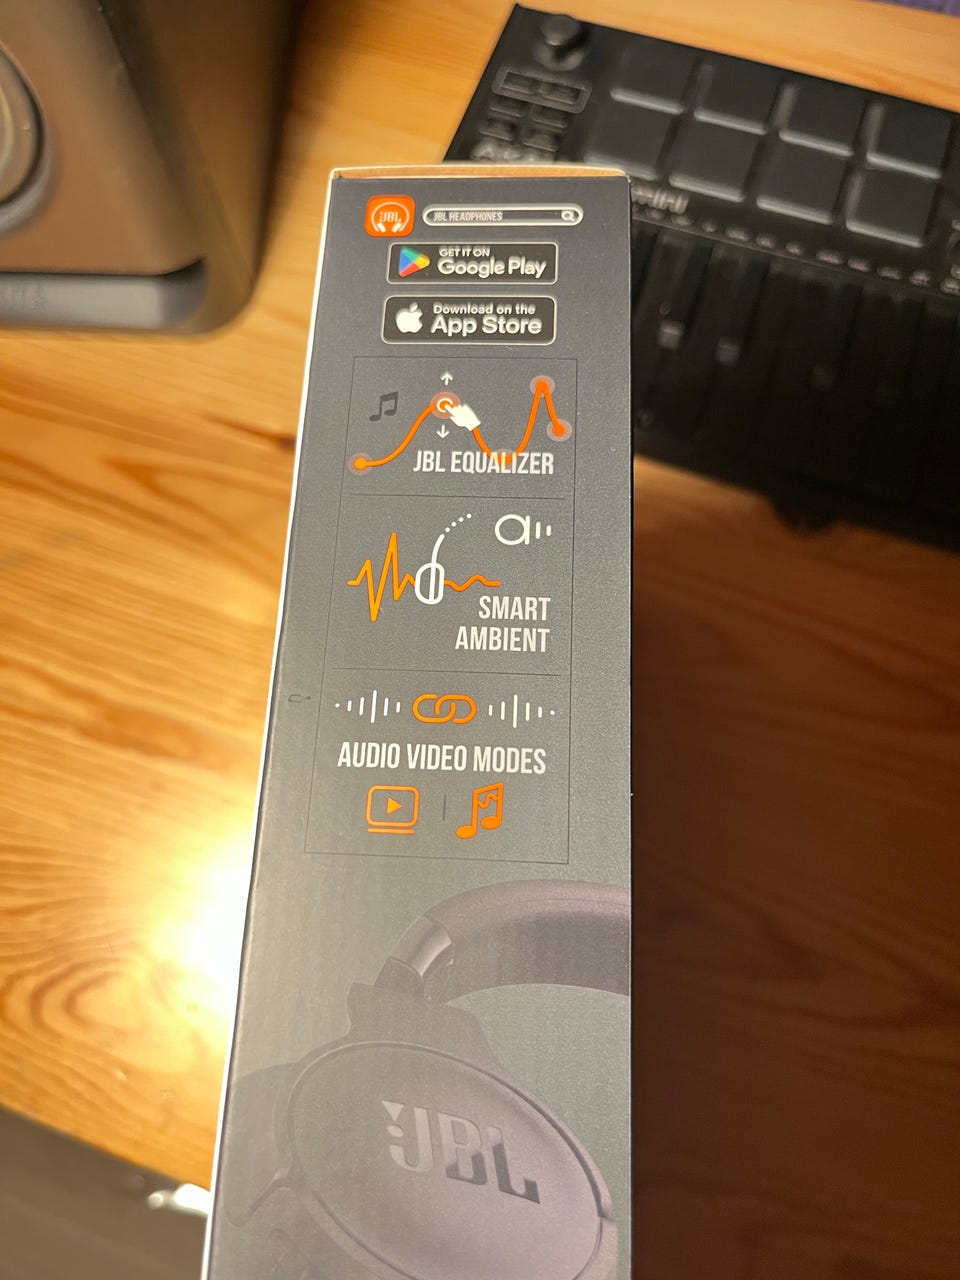 JBL
JBL HEADPHONES
GET IT ON
Google Play
Download on the
App Store
JBL EQUALIZER
SMART
AMBIENT
AUDIO VIDEO MODES
JBL